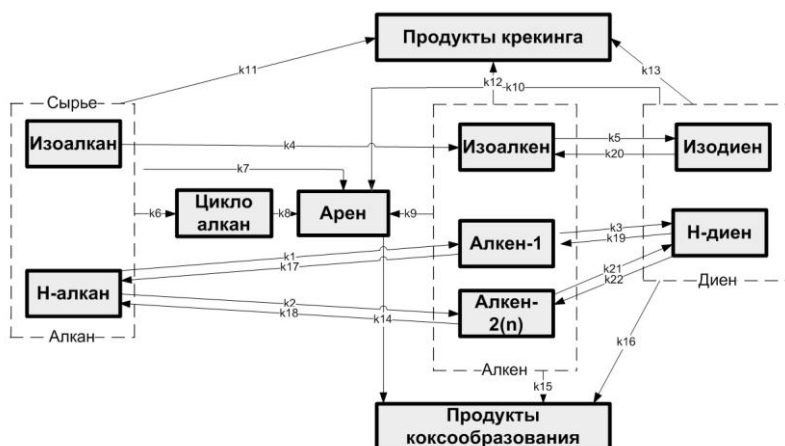 Продукты крекинга
k11
k12
k10
k13
Сырье
Изоалкан
k4
Изоалкен
k5
k20
Изодиен
k7
k6
Цикло
алкан
k8
Арен
k9
k1
k17
Алкен-1
k3
k19
Н-диен
Н-алкан
k2
k18
k14
Алкен-
2(n)
k21
k22
Диен
Алкан
Алкен
k15
k16
Продукты
коксообразования